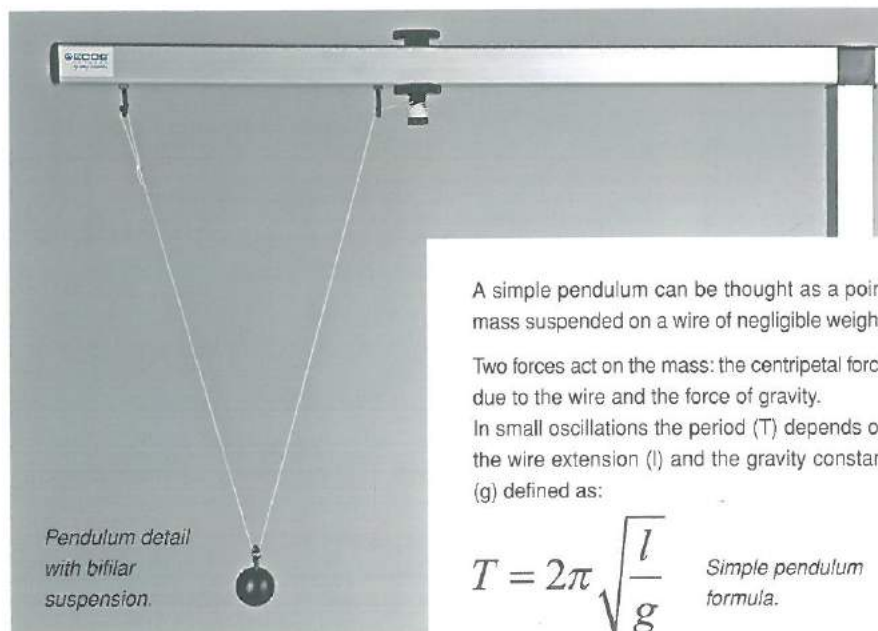 Pendulum detail
with bifilar
suspension.
A simple pendulum can be thought as a poin
mass suspended on a wire of negligible weigh
Two forces act on the mass: the centripetal forc
due to the wire and the force of gravity.
In small oscillations the period (T) depends o
the wire extension (l) and the gravity constan
(g) defined as:
T = 2π√(l/g)
Simple pendulum
formula.